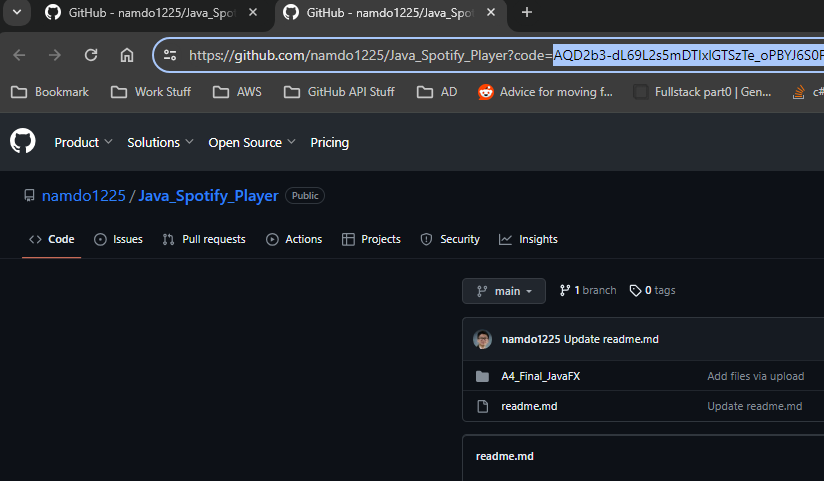 GitHub - namdo1225/Java_Spot GitHub - namdo1225/Java_Spot
https://github.com/namdo1225/Java_Spotify_Player?code=AQD2b3-dL69L2s5mDTIxlGTSzTe_oPBYJ6S0F
Bookmark Work Stuff AWS GitHub API Stuff AD Advice for moving f... Fullstack part0 | Gen... c#
Product Solutions Open Source Pricing
namdo1225 / Java_Spotify_Player Public
Code Issues Pull requests Actions Projects Security Insights
main 1 branch 0 tags
namdo1225 Update readme.md
A4_Final_JavaFX Add files via upload
readme.md Update readme.md
readme.md